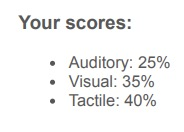 Your scores:
• Auditory: 25%
• Visual: 35%
• Tactile: 40%